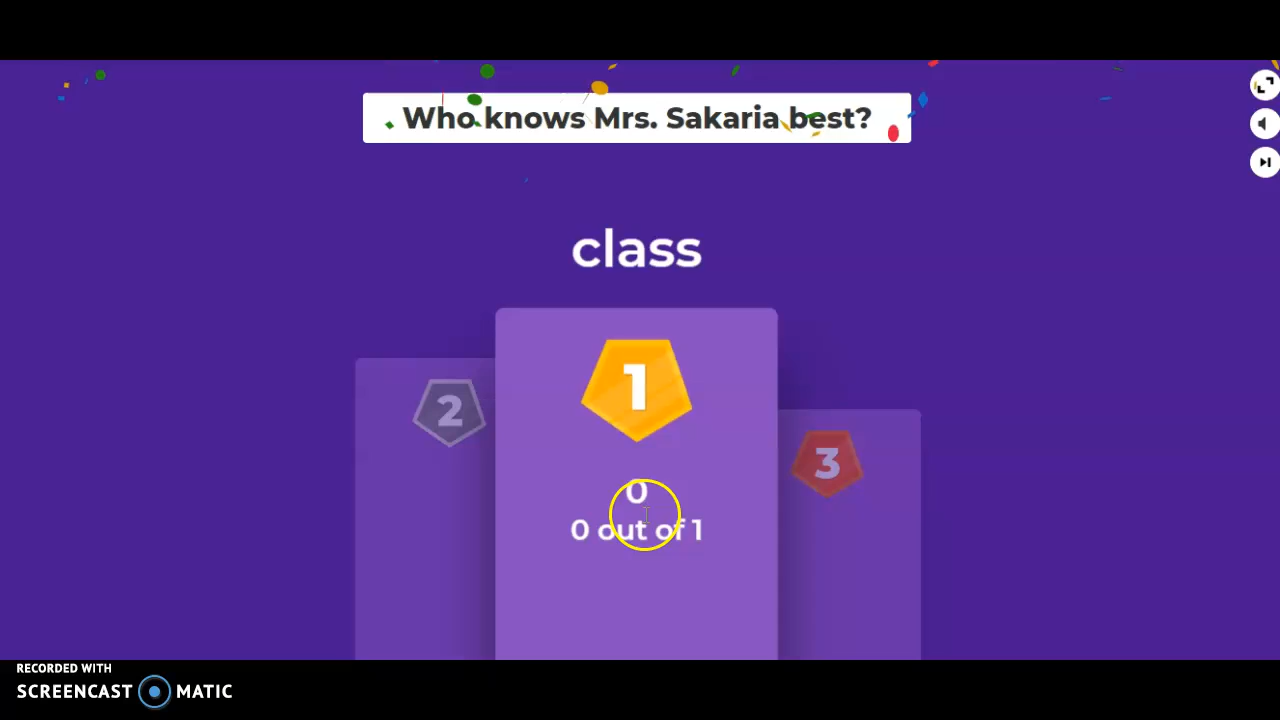 Who knows Mrs. Sakaria best?
class
1
2
3
0
0 out of 1
RECORDED WITH
SCREENCAST MATIC